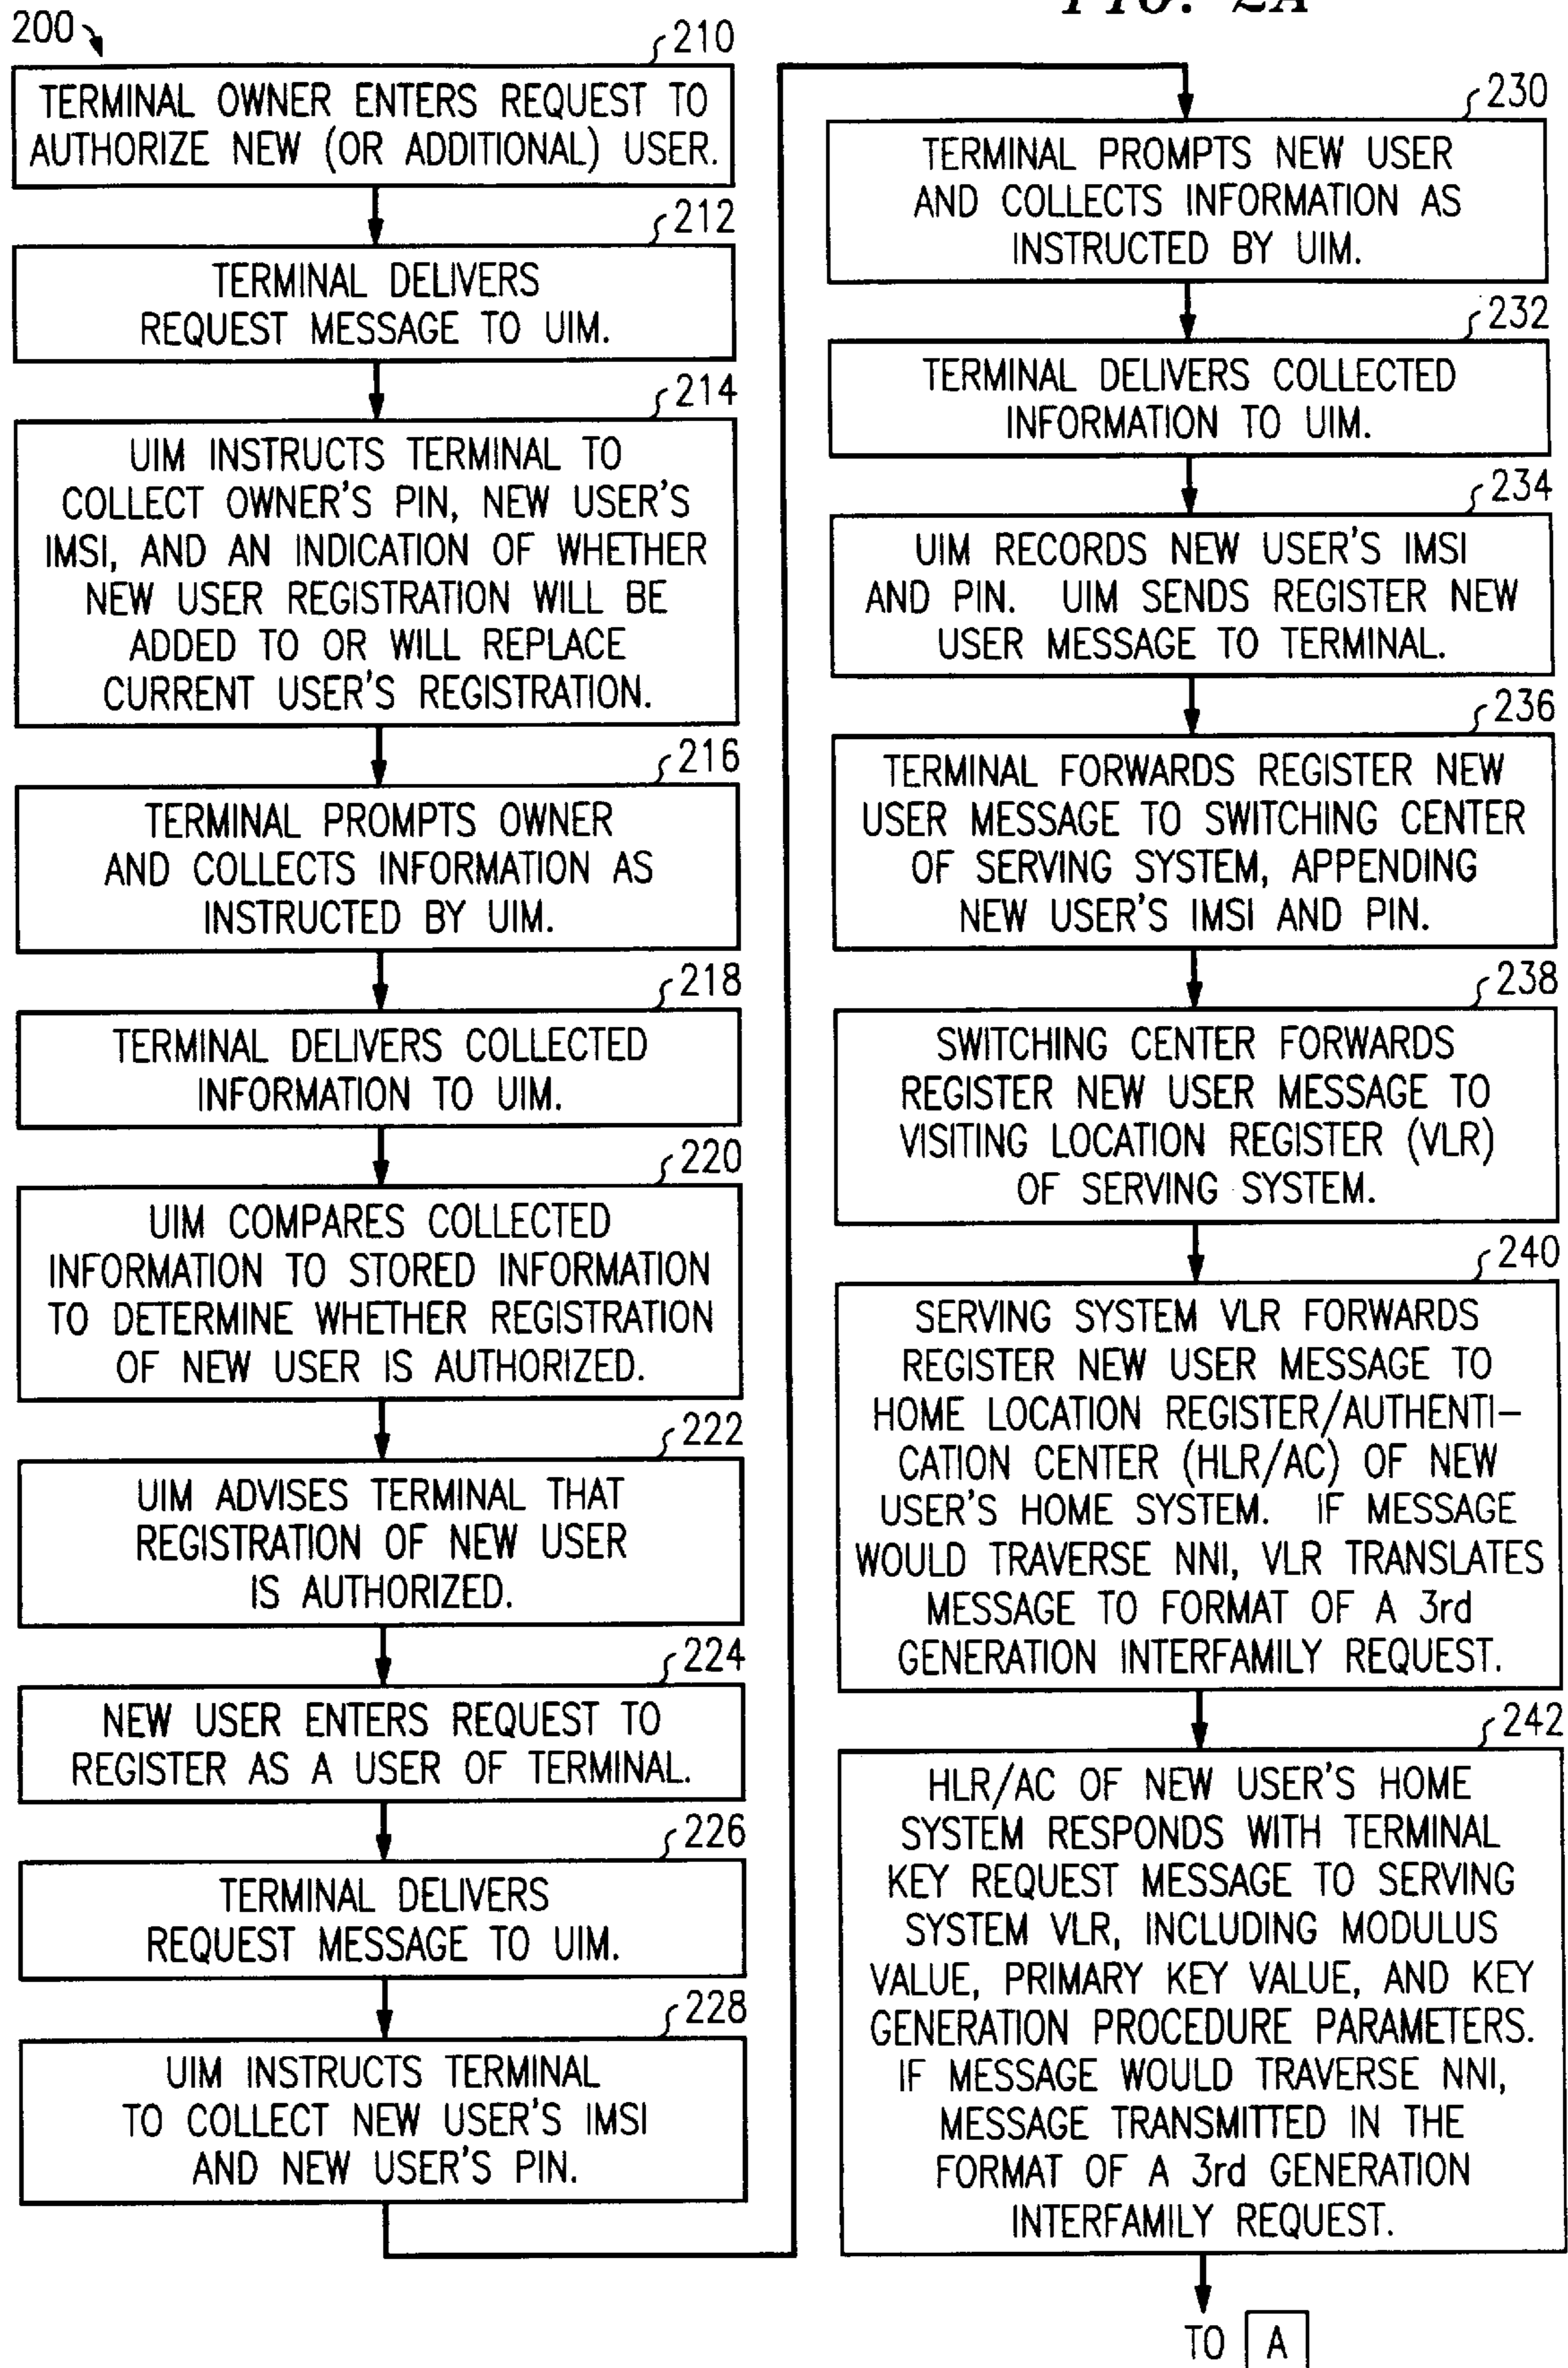 FIG. 2A
200
210
TERMINAL OWNER ENTERS REQUEST TO
AUTHORIZE NEW (OR ADDITIONAL) USER.
212
TERMINAL DELIVERS
REQUEST MESSAGE TO UIM.
214
UIM INSTRUCTS TERMINAL TO
COLLECT OWNER'S PIN, NEW USER'S
IMSI, AND AN INDICATION OF WHETHER
NEW USER REGISTRATION WILL BE
ADDED TO OR WILL REPLACE
CURRENT USER'S REGISTRATION.
216
TERMINAL PROMPTS OWNER
AND COLLECTS INFORMATION AS
INSTRUCTED BY UIM.
218
TERMINAL DELIVERS COLLECTED
INFORMATION TO UIM.
220
UIM COMPARES COLLECTED
INFORMATION TO STORED INFORMATION
TO DETERMINE WHETHER REGISTRATION
OF NEW USER IS AUTHORIZED.
222
UIM ADVISES TERMINAL THAT
REGISTRATION OF NEW USER
IS AUTHORIZED.
224
NEW USER ENTERS REQUEST TO
REGISTER AS A USER OF TERMINAL.
226
TERMINAL DELIVERS
REQUEST MESSAGE TO UIM.
228
UIM INSTRUCTS TERMINAL
TO COLLECT NEW USER'S IMSI
AND NEW USER'S PIN.
230
TERMINAL PROMPTS NEW USER
AND COLLECTS INFORMATION AS
INSTRUCTED BY UIM.
232
TERMINAL DELIVERS COLLECTED
INFORMATION TO UIM.
234
UIM RECORDS NEW USER'S IMSI
AND PIN. UIM SENDS REGISTER NEW
USER MESSAGE TO TERMINAL.
236
TERMINAL FORWARDS REGISTER NEW
USER MESSAGE TO SWITCHING CENTER
OF SERVING SYSTEM, APPENDING
NEW USER'S IMSI AND PIN.
238
SWITCHING CENTER FORWARDS
REGISTER NEW USER MESSAGE TO
VISITING LOCATION REGISTER (VLR)
OF SERVING SYSTEM.
240
SERVING SYSTEM VLR FORWARDS
REGISTER NEW USER MESSAGE TO
HOME LOCATION REGISTER/AUTHENTI-
CATION CENTER (HLR/AC) OF NEW
USER'S HOME SYSTEM. IF MESSAGE
WOULD TRAVERSE NNI, VLR TRANSLATES
MESSAGE TO FORMAT OF A 3rd
GENERATION INTERFAMILY REQUEST.
242
HLR/AC OF NEW USER'S HOME
SYSTEM RESPONDS WITH TERMINAL
KEY REQUEST MESSAGE TO SERVING
SYSTEM VLR, INCLUDING MODULUS
VALUE, PRIMARY KEY VALUE, AND KEY
GENERATION PROCEDURE PARAMETERS.
IF MESSAGE WOULD TRAVERSE NNI,
MESSAGE TRANSMITTED IN THE
FORMAT OF A 3rd GENERATION
INTERFAMILY REQUEST.
TO A